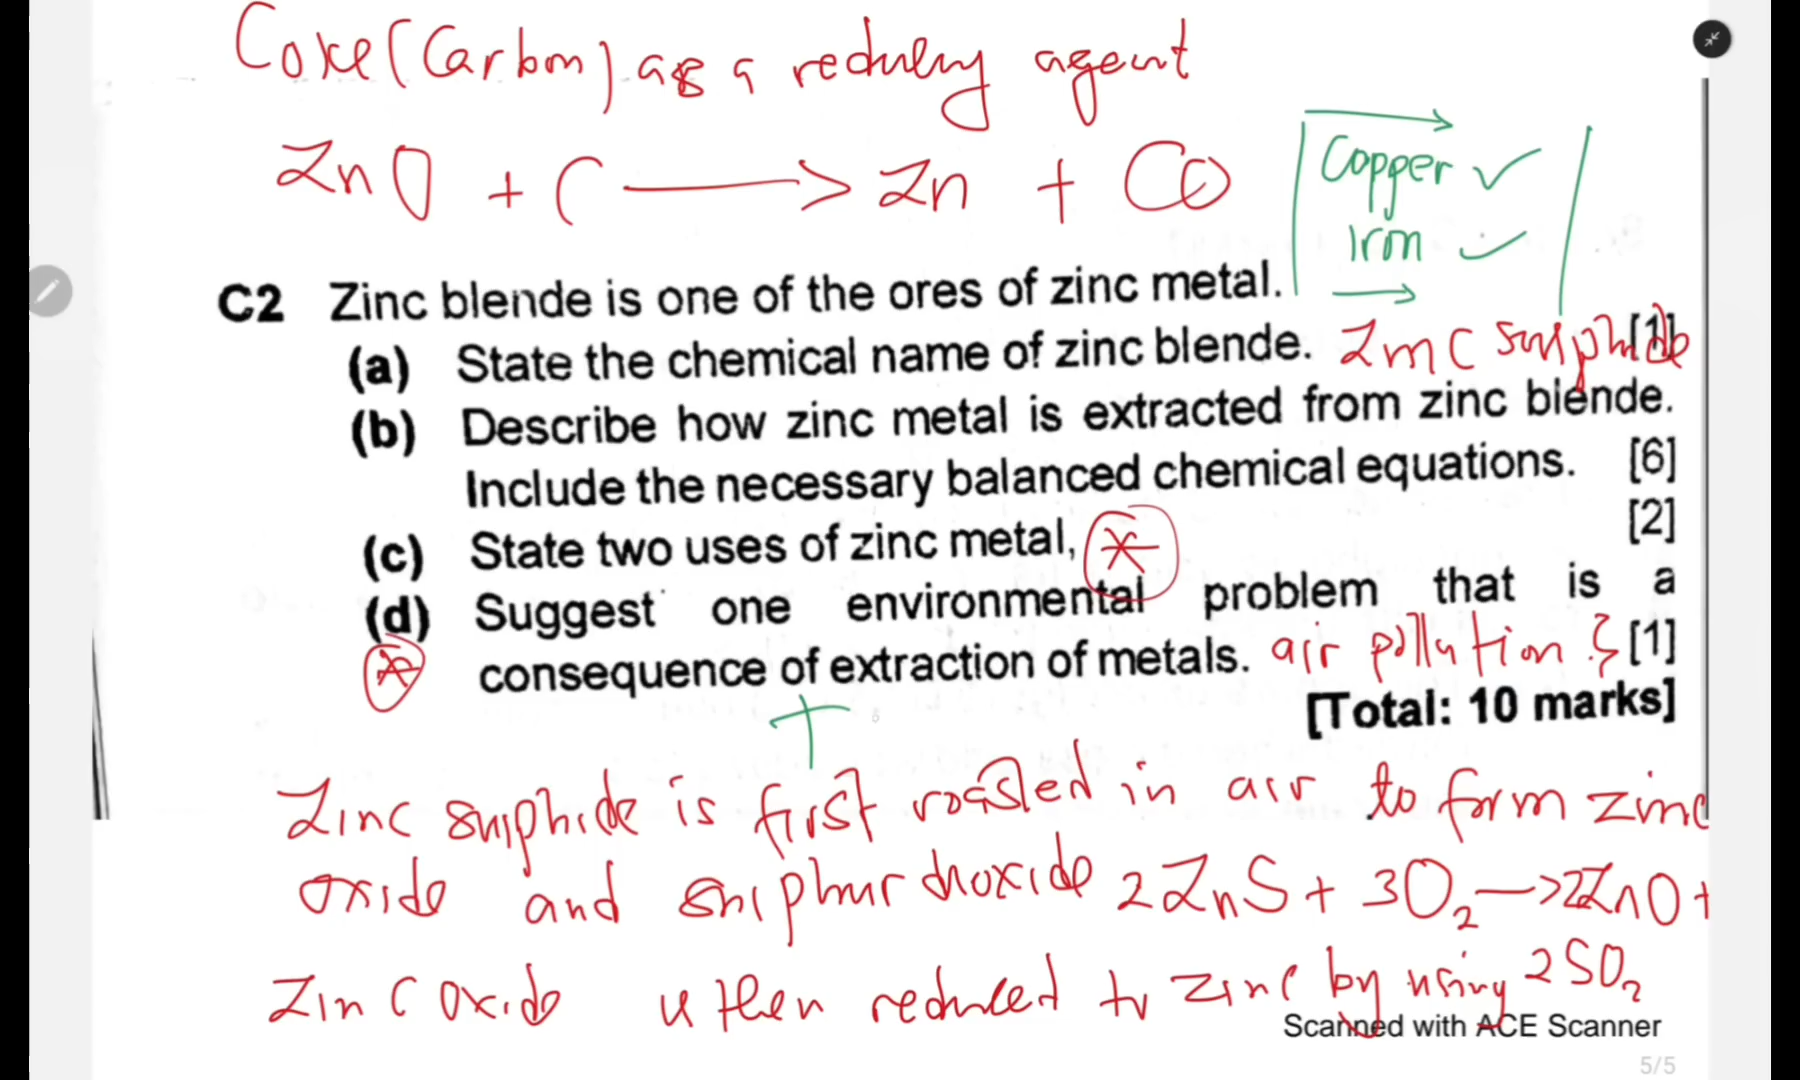 Coke (Carbon) as a reducing agent
ZnO + C → Zn + CO
Copper ✓
Iron ✓
C2 Zinc blende is one of the ores of zinc metal.
(a) State the chemical name of zinc blende. Zinc sulphide [1]
(b) Describe how zinc metal is extracted from zinc blende.
Include the necessary balanced chemical equations. [6]
(c) State two uses of zinc metal, [2]
(d) Suggest one environmental problem that is a
consequence of extraction of metals. air pollution [1]
[Total: 10 marks]
Zinc sulphide is first roasted in air to form zinc
oxide and sulphur dioxide 2ZnS + 3O₂ → 2ZnO +
2SO₂
Zinc oxide is then reduced to zinc by using
Scanned with ACE Scanner
5/5